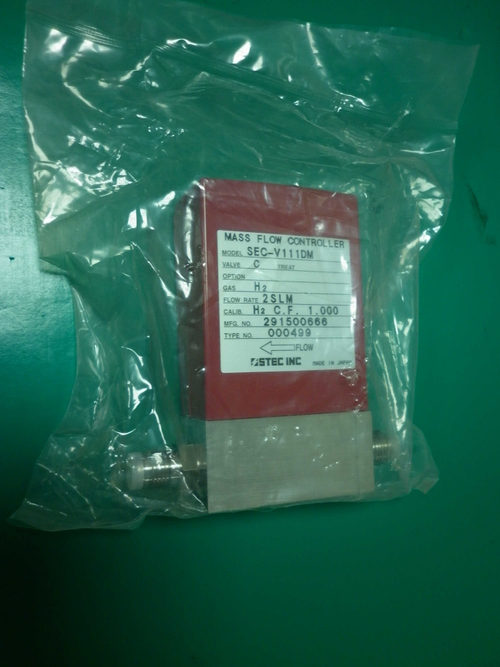 MASS FLOW CONTROLLER
MODEL SEC-V111DM
VALVE C TREAT
OPTION
GAS H2
FLOW RATE 2SLM
CALIB. H2 C.F. 1.000
MFG. NO. 291500666
TYPE NO. 000499
FLOW
STEC INC MADE IN JAPAN